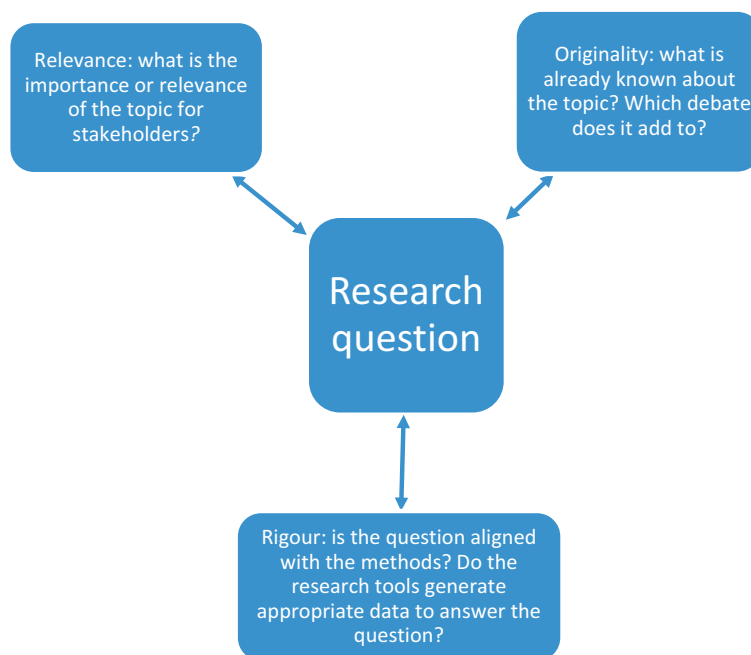 Relevance: what is the
importance or relevance
of the topic for
stakeholders?
Originality: what is
already known about
the topic? Which debate
does it add to?
Research
question
Rigour: is the question aligned
with the methods? Do the
research tools generate
appropriate data to answer the
question?